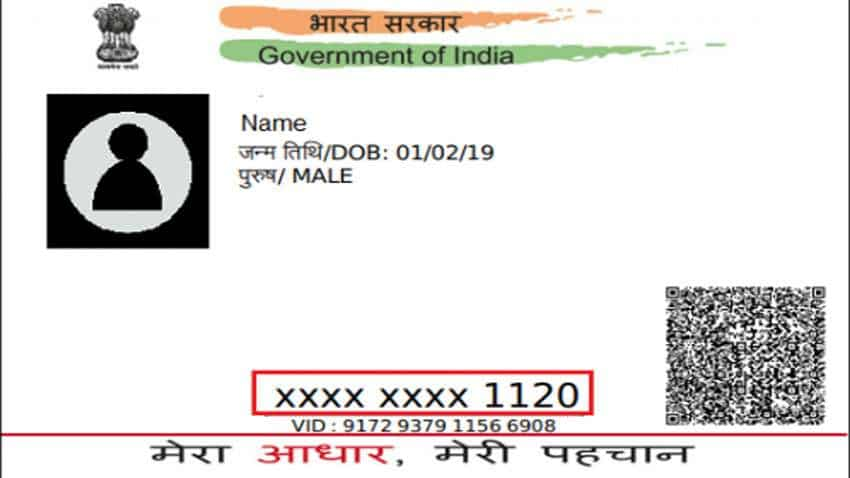 भारत सरकार
Government of India
Name
जन्म तिथि/DOB: 01/02/19
पुरुष/ MALE
xxxx xxxx 1120
VID : 9172 9379 1156 6908
मेरा आधार, मेरी पहचान